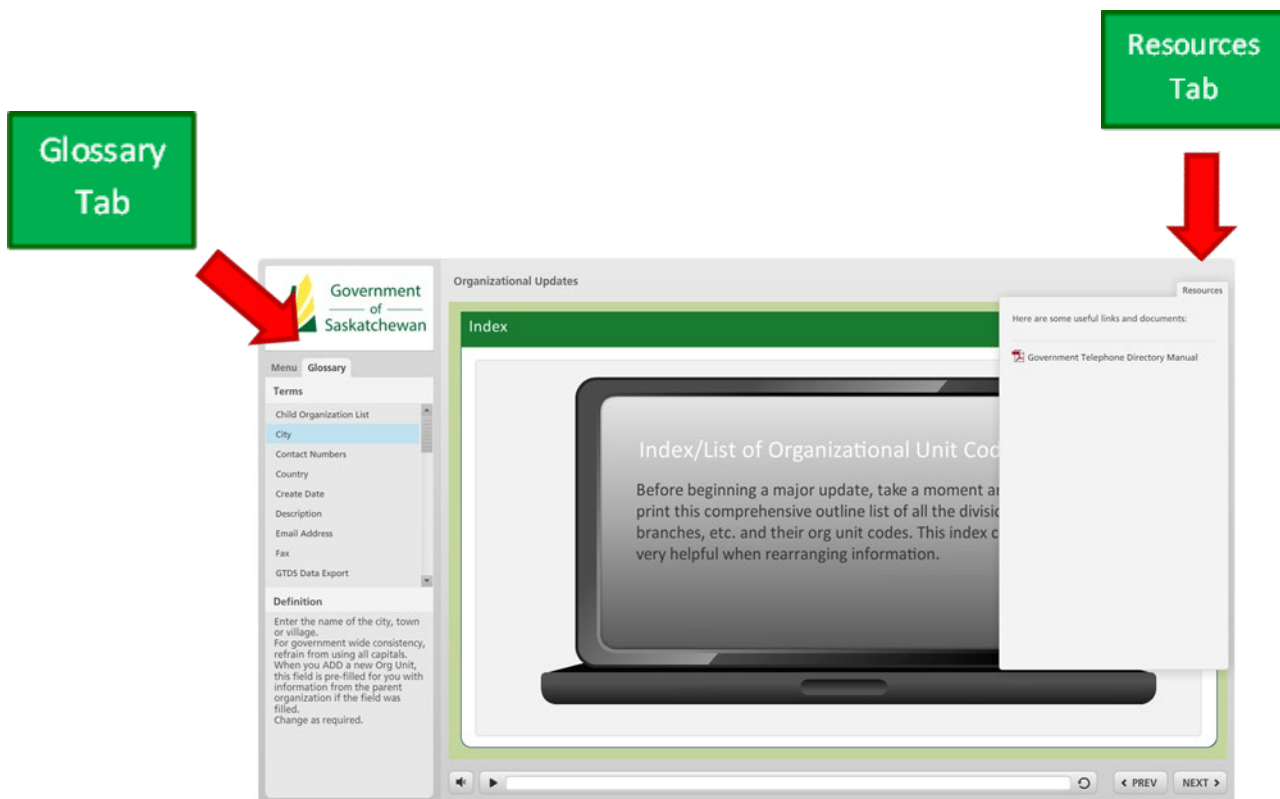 Resources
Tab
Glossary
Tab
Government
of
Saskatchewan
Organizational Updates
Resources
Menu Glossary
Terms
Child Organization List
City
Contact Numbers
Country
Create Date
Description
Email Address
Fax
GTDS Data Export
Definition
Enter the name of the city, town
or village.
For government wide consistency,
refrain from using all capitals.
When you ADD a new Org Unit,
this field is pre-filled for you with
information from the parent
organization if the field was
filled.
Change as required.
Index
Index/List of Organizational Unit Cod
Before beginning a major update, take a moment
print this comprehensive outline list of all the
branches, etc. and their org unit codes. This index
very helpful when rearranging information.
Here are some useful links and documents:
Government Telephone Directory Manual
< PREV
NEXT >